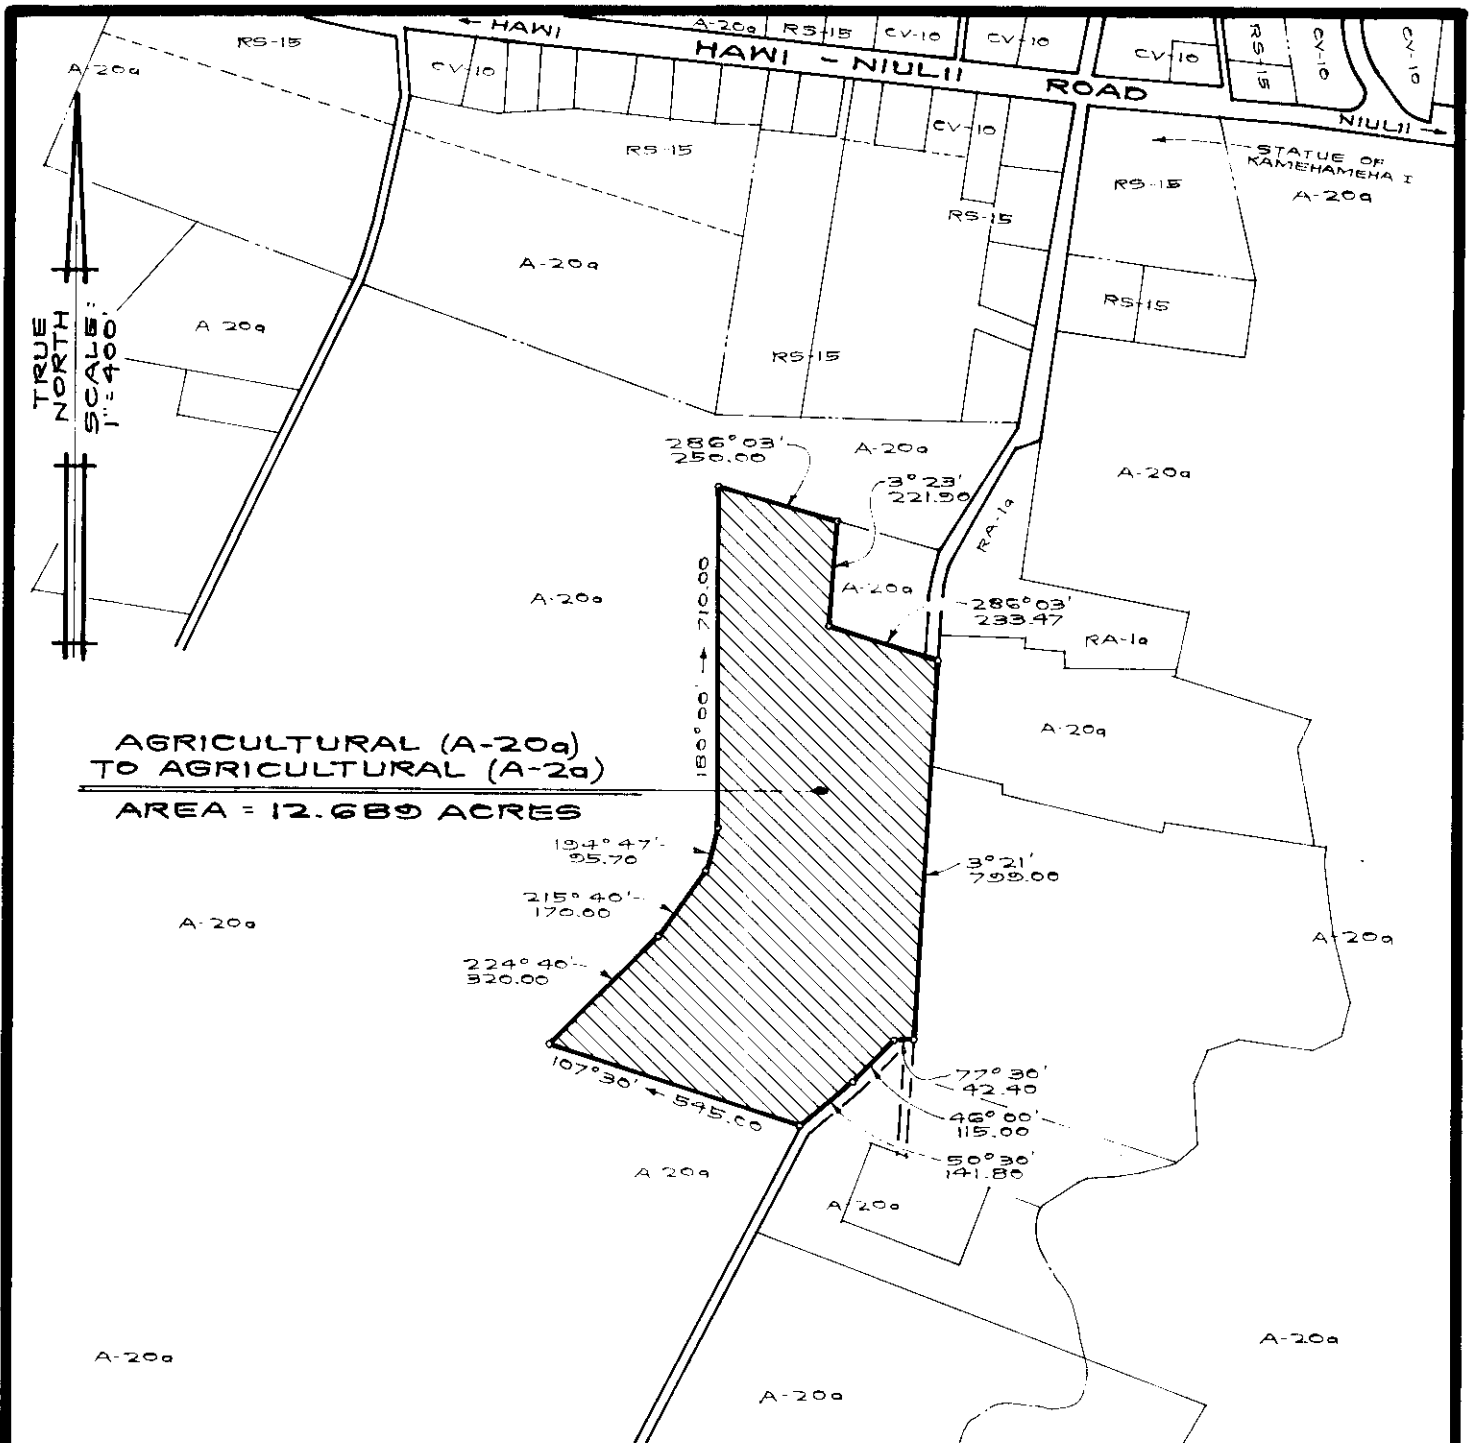 ← HAWI
A-20a
RS-15
CV-10
CV-10
RS-15
A-20a
CV-10
HAWI - NIULII ROAD
CV-10
RS-15
CV-10
CV-10
NIULII →
CV-10
RS-15
STATUE OF
KAMEHAMEHA I
RS-15
A-20a
RS-15
A-20a
RS-15
A-20a
RS-15
TRUE
NORTH
SCALE:
1"=400'
286°03'
250.00
A-20a
3°23'
221.90
A-20a
RA-1a
A-20a
710.00
A-20a
286°03'
233.47
RA-1a
180°00' →
A-20a
AGRICULTURAL (A-20a)
TO AGRICULTURAL (A-2a)
AREA = 12.689 ACRES
194°47'
95.70
3°21'
799.00
215°40'
170.00
A-20a
A-20a
224°40'
320.00
107°30' ← 545.00
77°30'
42.40
46°00'
115.00
50°30'
141.80
A-20a
A-20a
A-20a
A-20a
A-20a